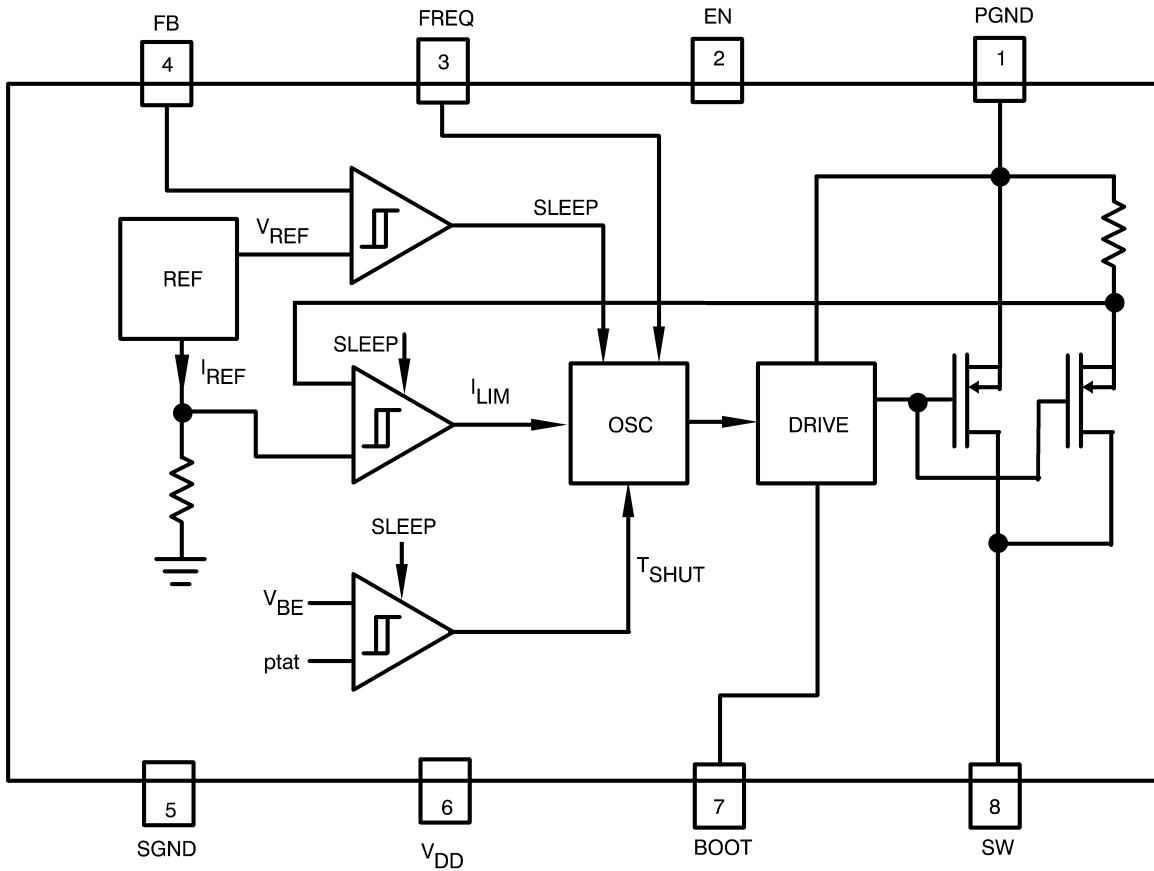 FB
FREQ
EN
PGND
4
3
2
1
SLEEP
VREF
REF
IREF
SLEEP
ILIM
OSC
DRIVE
SLEEP
TSHUT
VBE
ptat
5
6
7
8
SGND
VDD
BOOT
SW